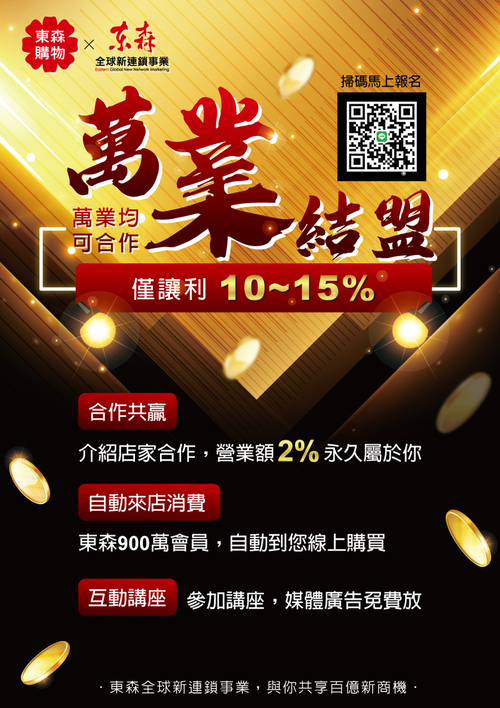 東森
購物
×
东森
全球新連鎖事業
Eastern Global New Network Marketing
掃碼馬上報名
萬業結盟
萬業均
可合作
僅讓利 10~15%
合作共贏
介紹店家合作，營業額2%永久屬於你
自動來店消費
東森900萬會員，自動到您線上購買
互動講座
參加講座，媒體廣告免費放
·東森全球新連鎖事業，與你共享百億新商機·